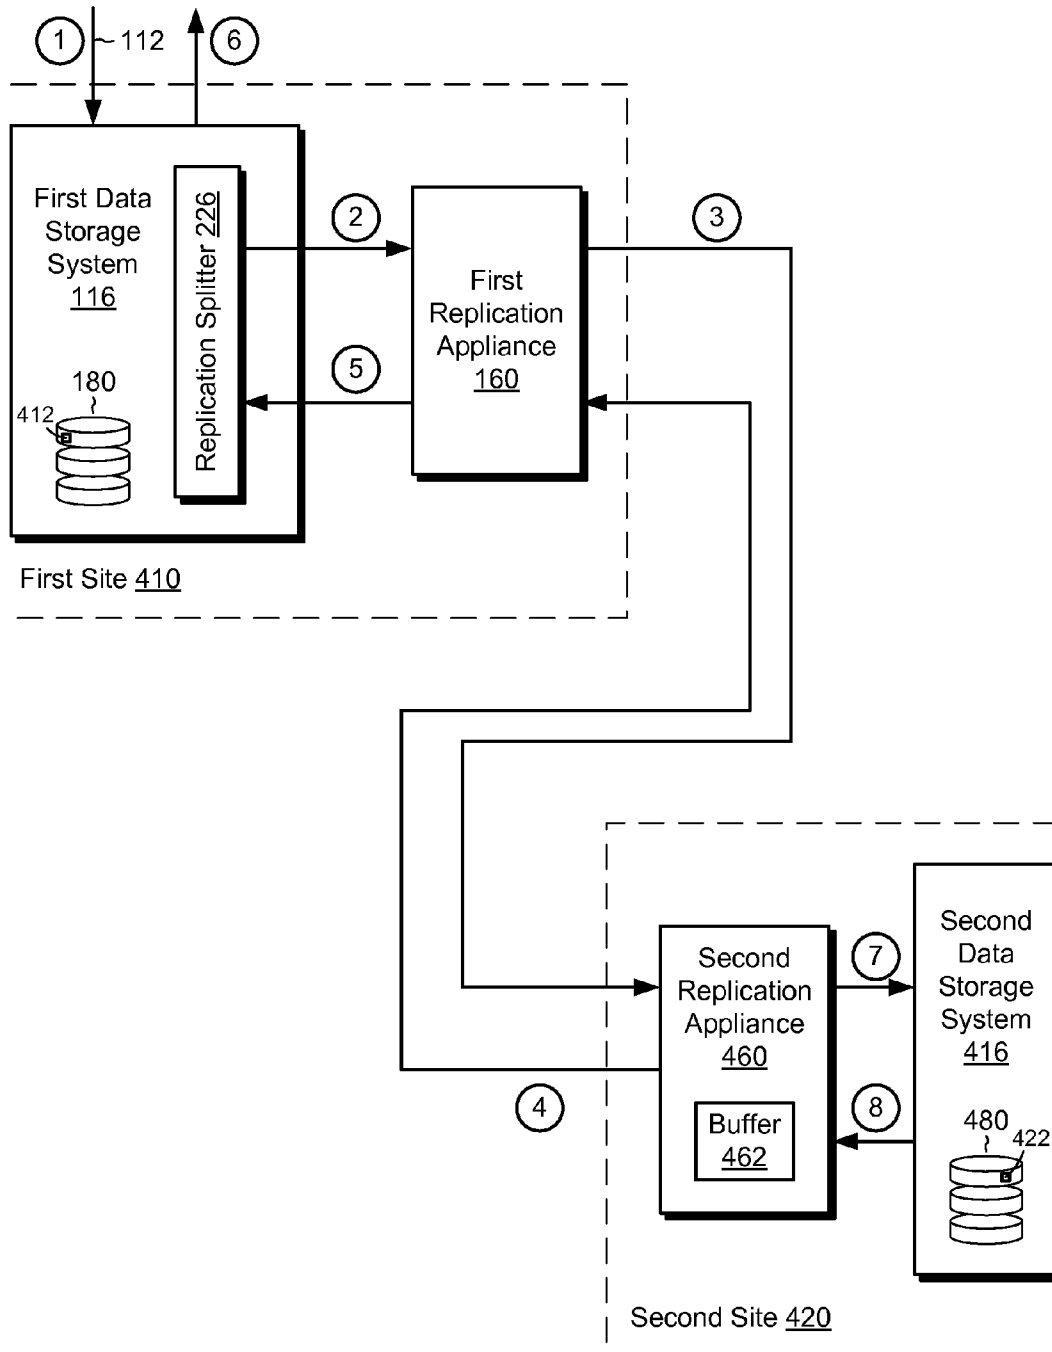 1
112
6
First Data
Storage
System
116
Replication Splitter 226
2
3
First
Replication
Appliance
160
5
180
412
First Site 410
Second
Replication
Appliance
460
7
Second
Data
Storage
System
416
4
Buffer
462
8
480
422
Second Site 420